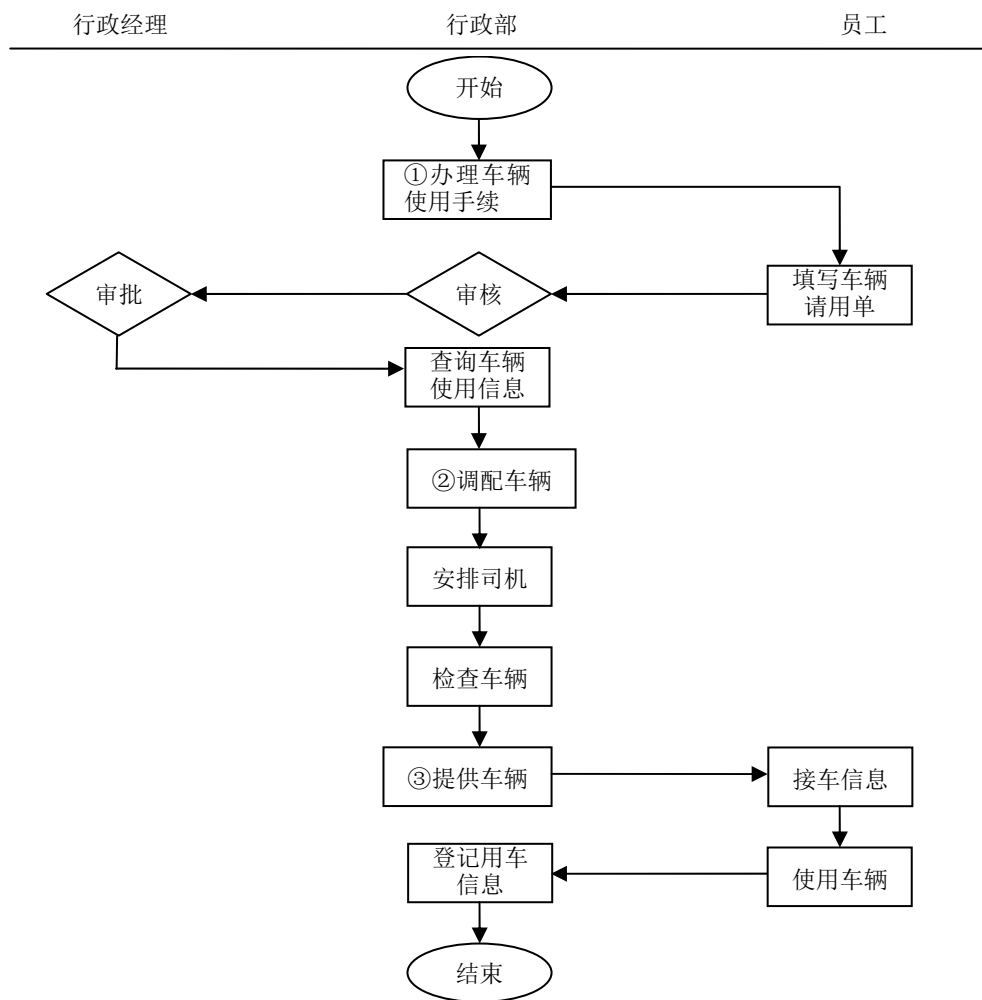 行政经理 行政部 员工
开始
①办理车辆
使用手续
审批 审核 填写车辆
请用单
查询车辆
使用信息
②调配车辆
安排司机
检查车辆
③提供车辆 接车信息
登记用车
信息
使用车辆
结束